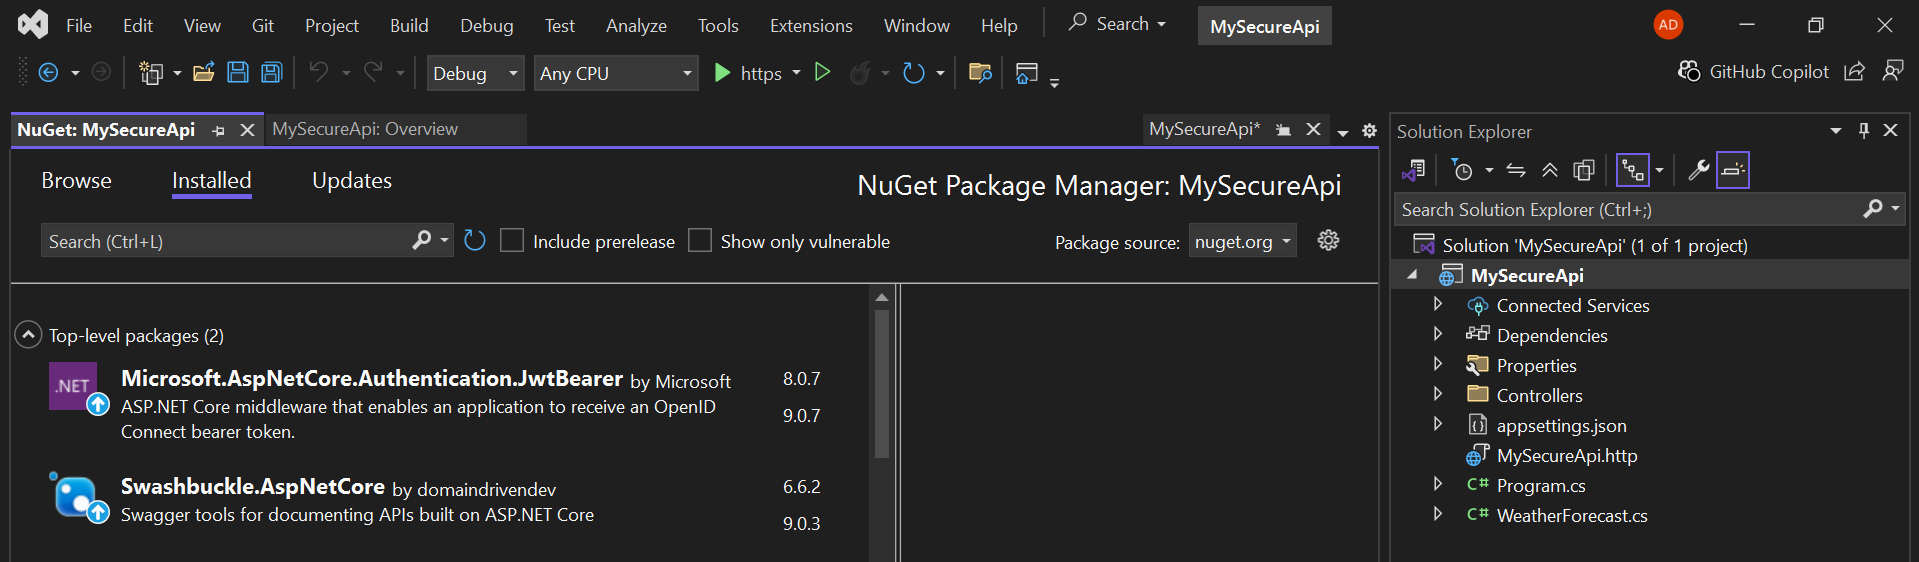 File Edit View Git Project Build Debug Test Analyze Tools Extensions Window Help Search MySecureApi AD
Debug Any CPU https GitHub Copilot
NuGet: MySecureApi MySecureApi: Overview MySecureApi*
Browse Installed Updates NuGet Package Manager: MySecureApi
Search (Ctrl+L) Include prerelease Show only vulnerable Package source: nuget.org
Top-level packages (2)
.NET Microsoft.AspNetCore.Authentication.JwtBearer by Microsoft 8.0.7
ASP.NET Core middleware that enables an application to receive an OpenID 9.0.7
Connect bearer token.
Swashbuckle.AspNetCore by domaindrivendev 6.6.2
Swagger tools for documenting APIs built on ASP.NET Core 9.0.3
Solution Explorer
Search Solution Explorer (Ctrl+;)
Solution 'MySecureApi' (1 of 1 project)
MySecureApi
Connected Services
Dependencies
Properties
Controllers
appsettings.json
MySecureApi.http
C# Program.cs
C# WeatherForecast.cs